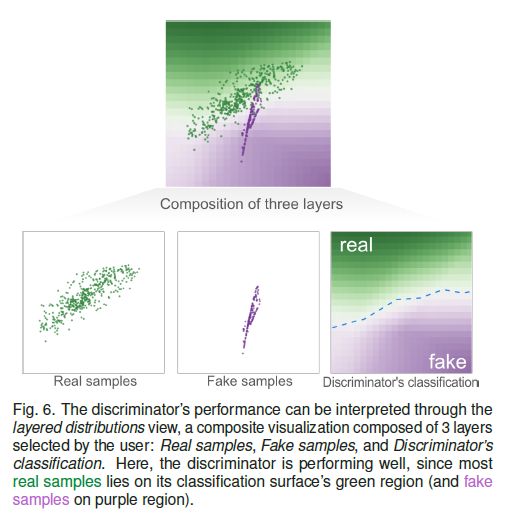 Composition of three layers
real
fake
Real samples
Fake samples
Discriminator's classification
Fig. 6. The discriminator's performance can be interpreted through the
layered distributions view, a composite visualization composed of 3 layers
selected by the user: Real samples, Fake samples, and Discriminator's
classification. Here, the discriminator is performing well, since most
real samples lies on its classification surface's green region (and fake
samples on purple region).